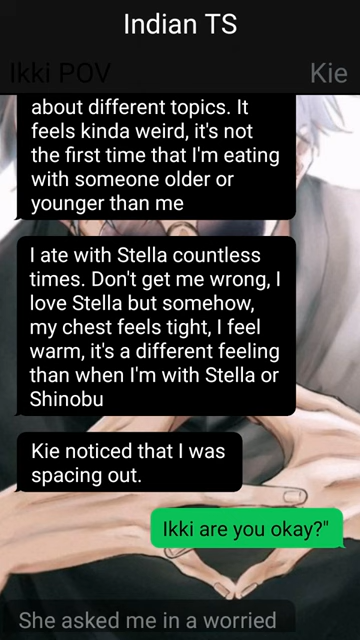 Indian TS
Ikki POV
Kie
about different topics. It
feels kinda weird, it's not
the first time that I'm eating
with someone older or
younger than me
I ate with Stella countless
times. Don't get me wrong, I
love Stella but somehow,
my chest feels tight, I feel
warm, it's a different feeling
than when I'm with Stella or
Shinobu
Kie noticed that I was
spacing out.
Ikki are you okay?"
She asked me in a worried